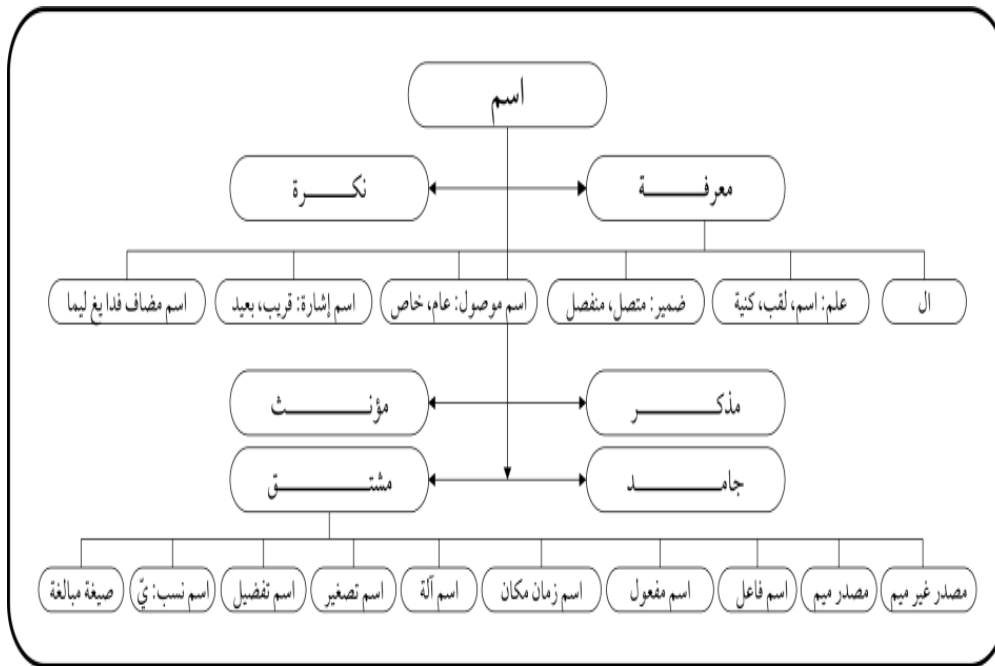 اسم
معرفـــــة نكـــــرة
ال علم: اسم، لقب، كنية ضمير: متصل، منفصل اسم موصول: عام، خاص اسم إشارة: قريب، بعيد اسم مضاف فدا يغ ليما
مذكـــــر مؤنـــــث
جامـــــد مشتـــــق
مصدر غير ميم مصدر ميم اسم فاعل اسم مفعول اسم زمان مكان اسم آلة اسم تصغير اسم تفضيل اسم نسب: يّ صيغة مبالغة